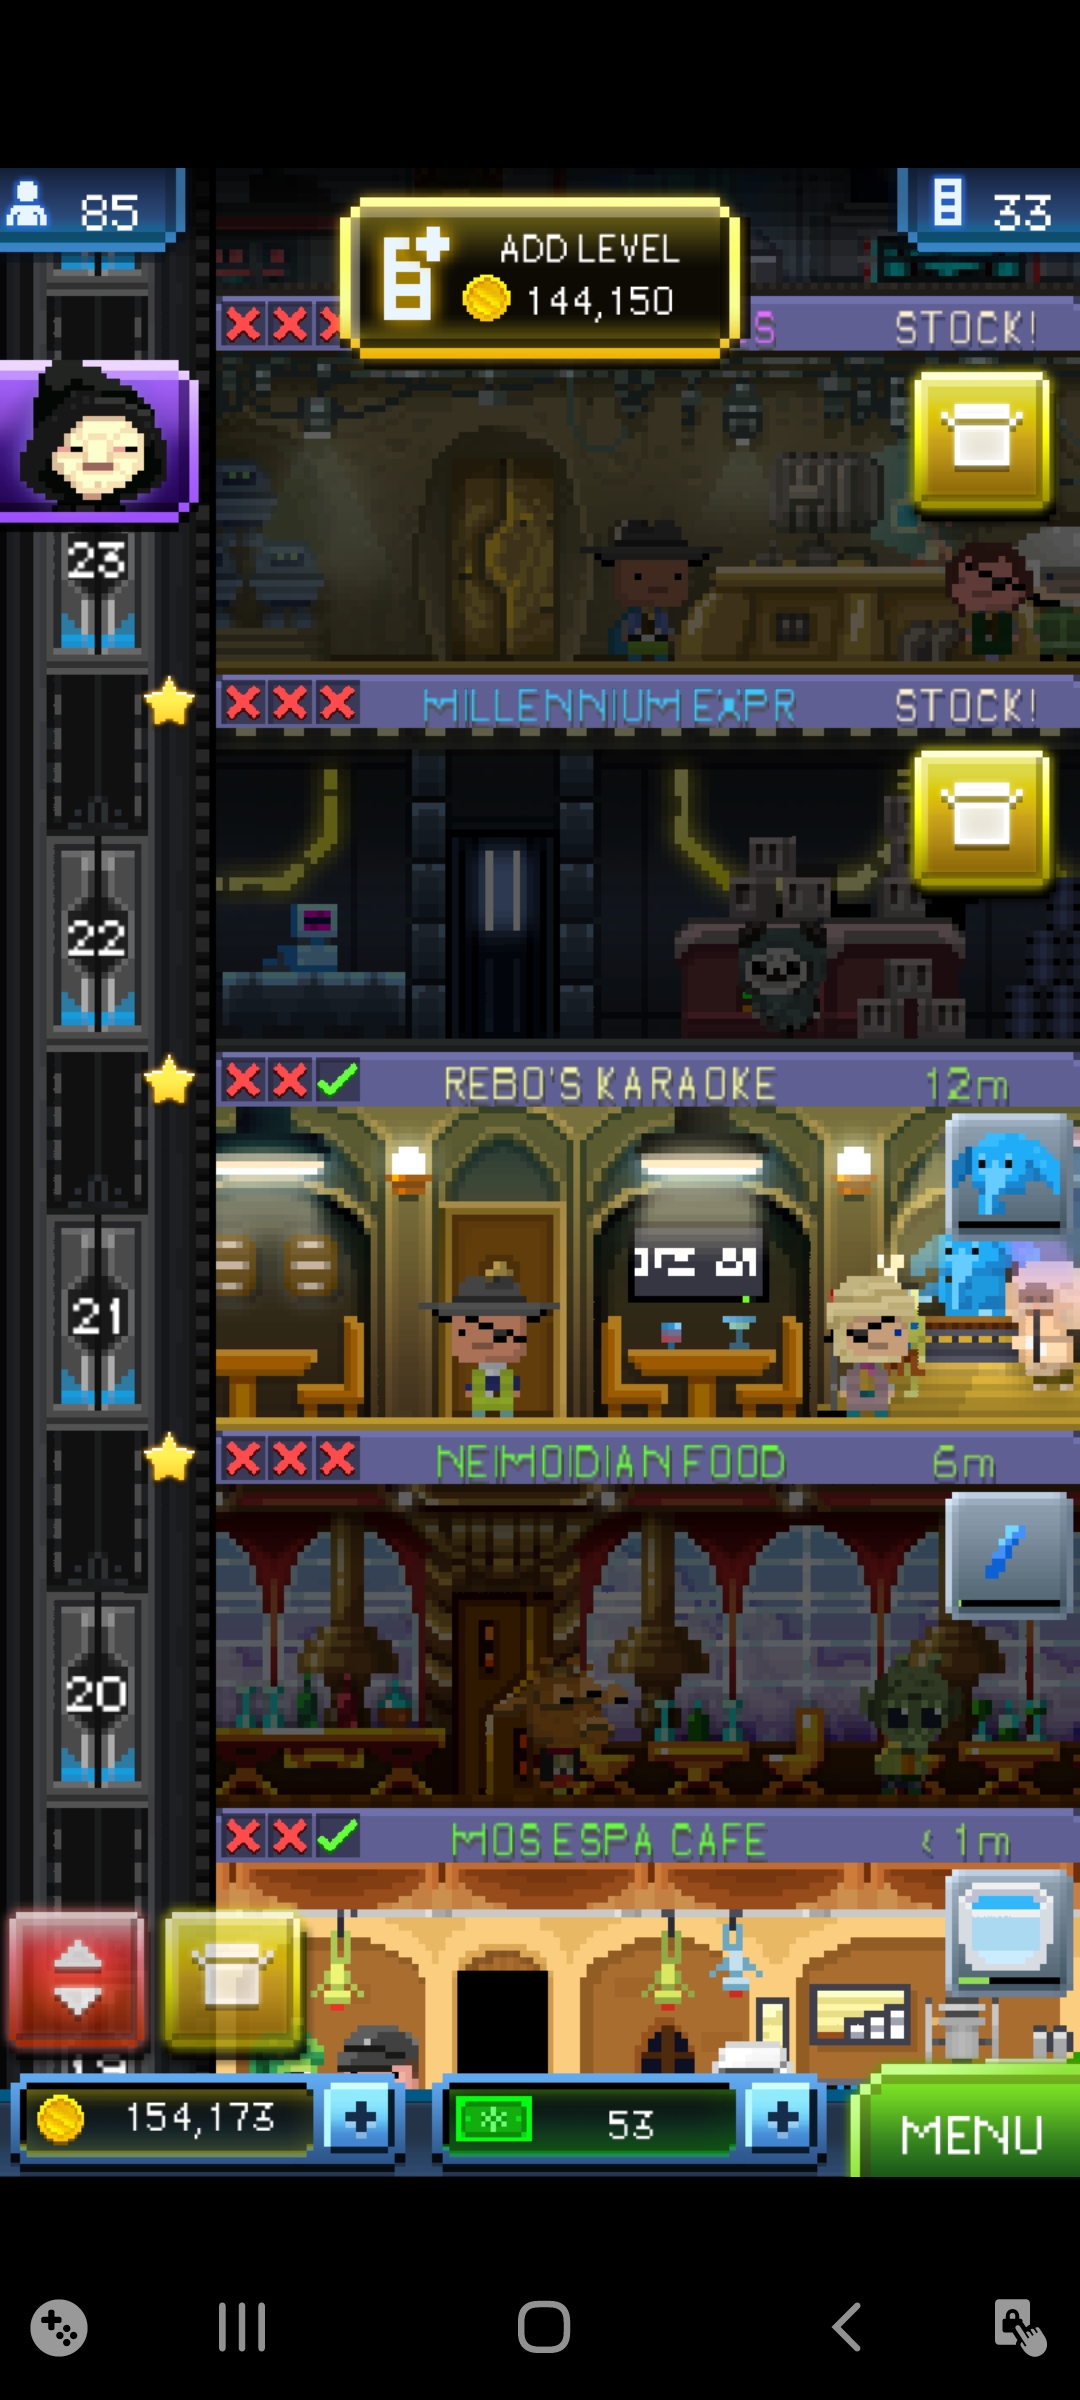 85
33
ADD LEVEL
144,150
S STOCK!
23
MILLENNIUM EXPR STOCK!
22
REBO'S KARAOKE 12m
21
NEIMOIDIAN FOOD 6m
20
MOS ESPA CAFE < 1m
154,173
53
MENU